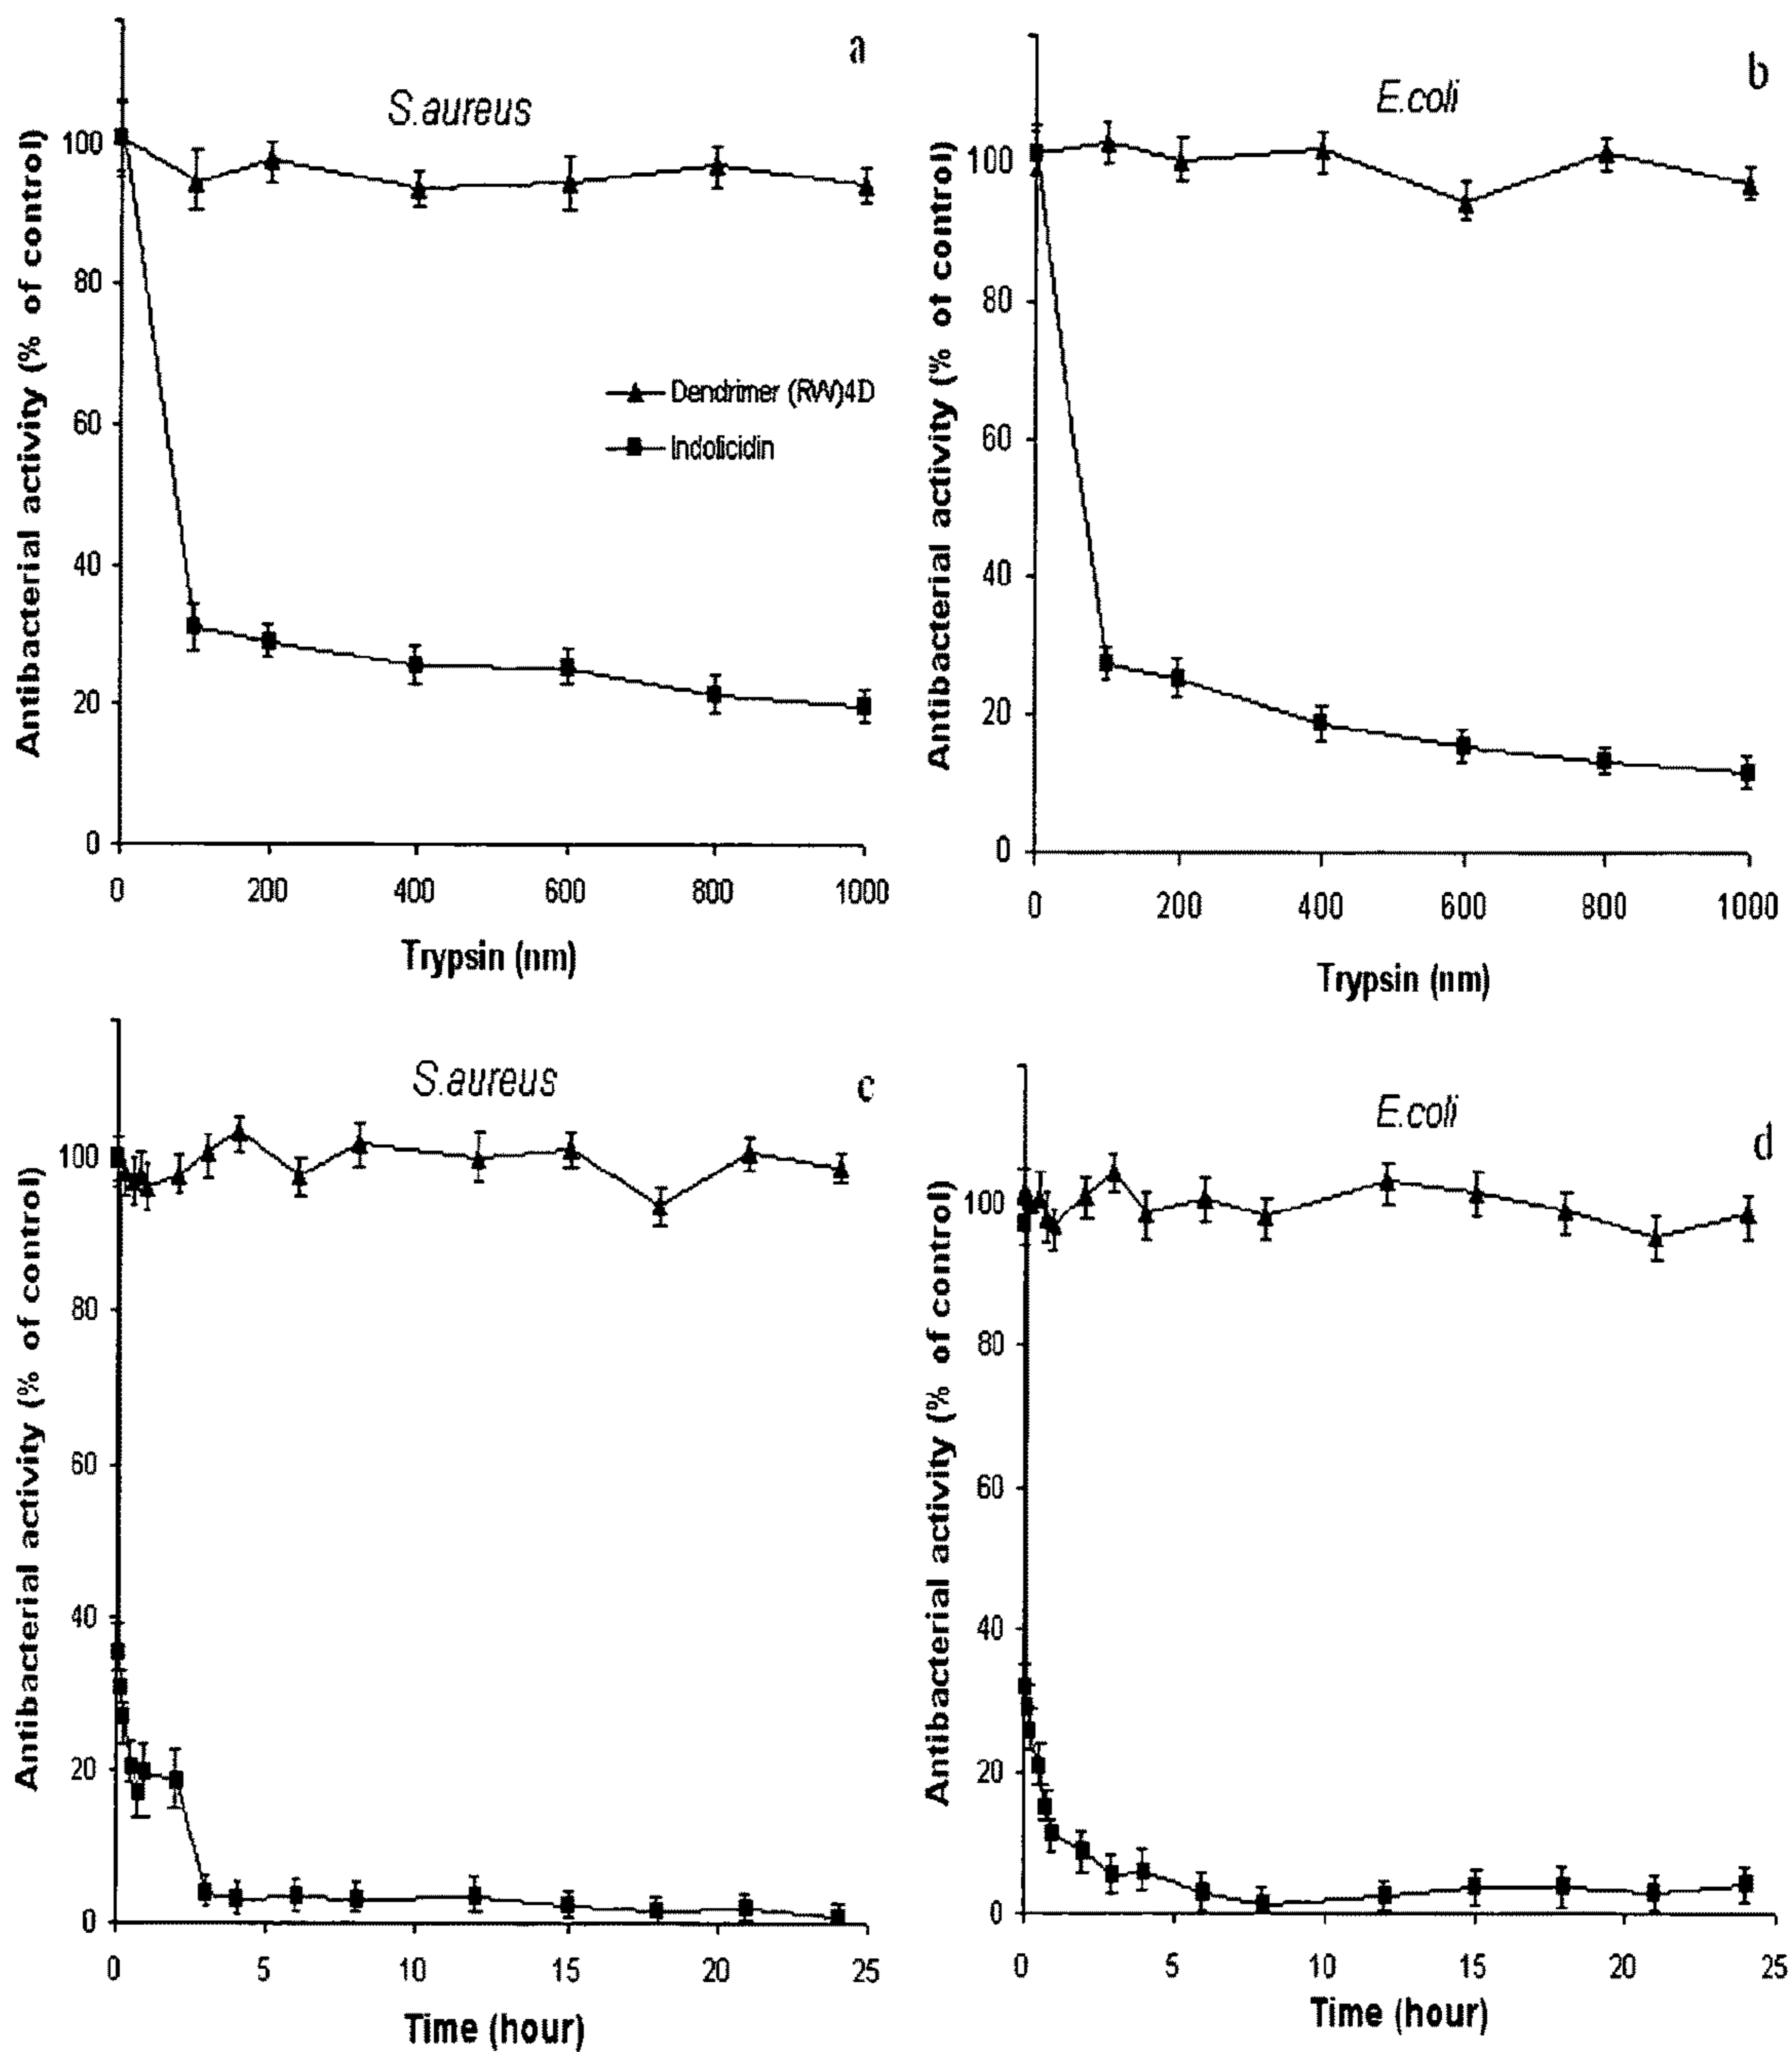 a
S.aureus
Antibacterial activity (% of control)
100
80
60
40
20
0
Dendrimer (RW)4D
Indolicidin
0 200 400 600 800 1000
Trypsin (nm)
b
E.coli
Antibacterial activity (% of control)
100
80
60
40
20
0
0 200 400 600 800 1000
Trypsin (nm)
S.aureus c
Antibacterial activity (% of control)
100
80
60
40
20
0
0 5 10 15 20 25
Time (hour)
E.coli
d
Antibacterial activity (% of control)
100
80
60
40
20
0
0 5 10 15 20 25
Time (hour)